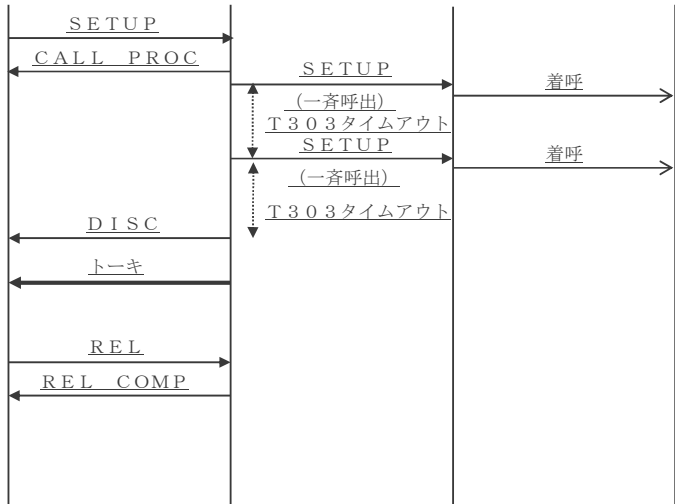 ＳＥＴＵＰ
ＣＡＬＬ　ＰＲＯＣ
ＳＥＴＵＰ
着呼
（一斉呼出）
Ｔ３０３タイムアウト
ＳＥＴＵＰ
着呼
（一斉呼出）
Ｔ３０３タイムアウト
ＤＩＳＣ
トーキ
ＲＥＬ
ＲＥＬ　ＣＯＭＰ